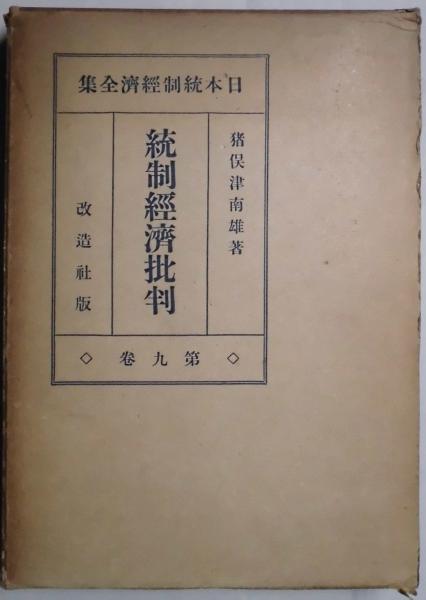 日本統制經濟全集
猪俣津南雄著
統制經濟批判
改造社版
◇第九卷◇